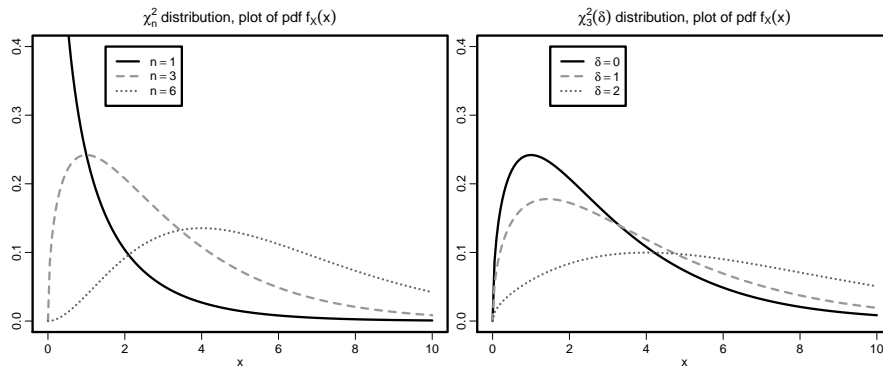 χ²ₙ distribution, plot of pdf fX(x)
0.0 0.1 0.2 0.3 0.4
n = 1
n = 3
n = 6
0 2 4 6 8 10
x
χ²₃(δ) distribution, plot of pdf fX(x)
0.0 0.1 0.2 0.3 0.4
δ = 0
δ = 1
δ = 2
0 2 4 6 8 10
x